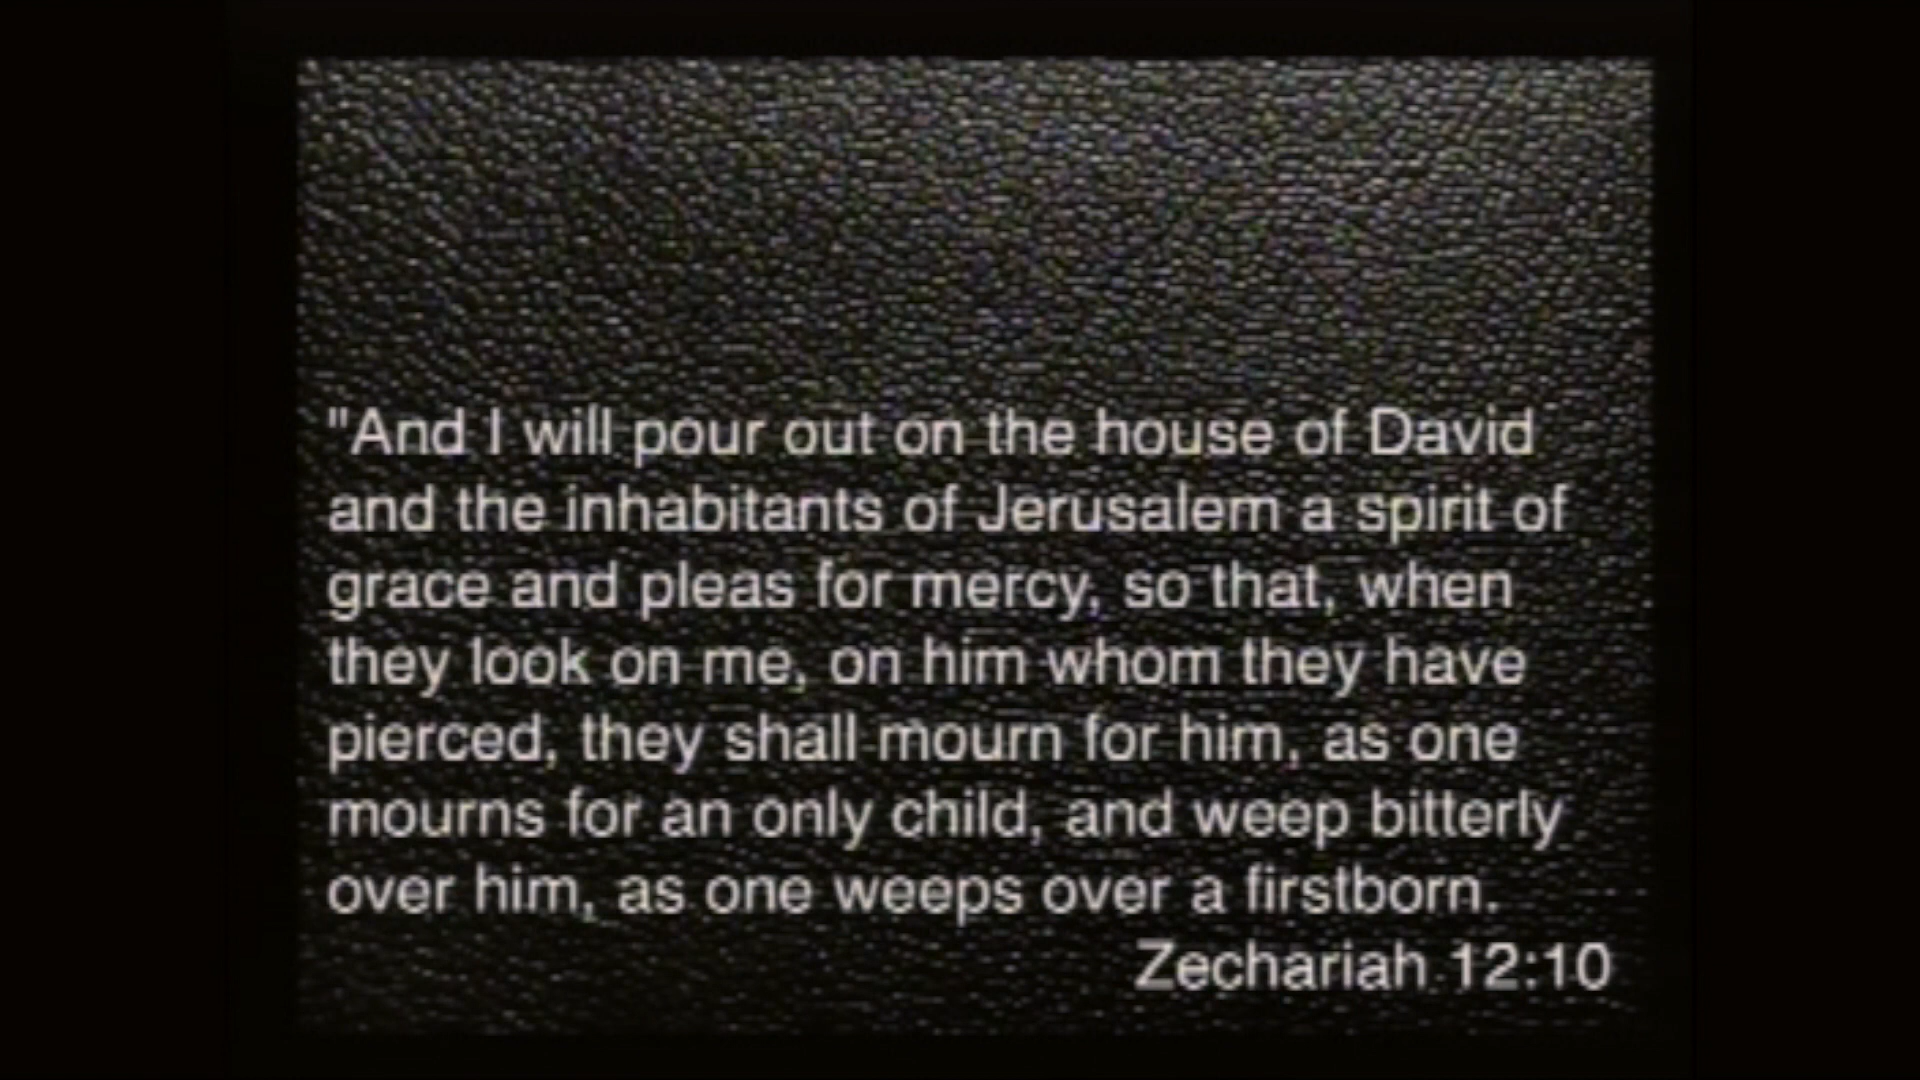 "And I will pour out on the house of David
and the inhabitants of Jerusalem a spirit of
grace and pleas for mercy, so that, when
they look on me, on him whom they have
pierced, they shall mourn for him, as one
mourns for an only child, and weep bitterly
over him, as one weeps over a firstborn.
Zechariah 12:10